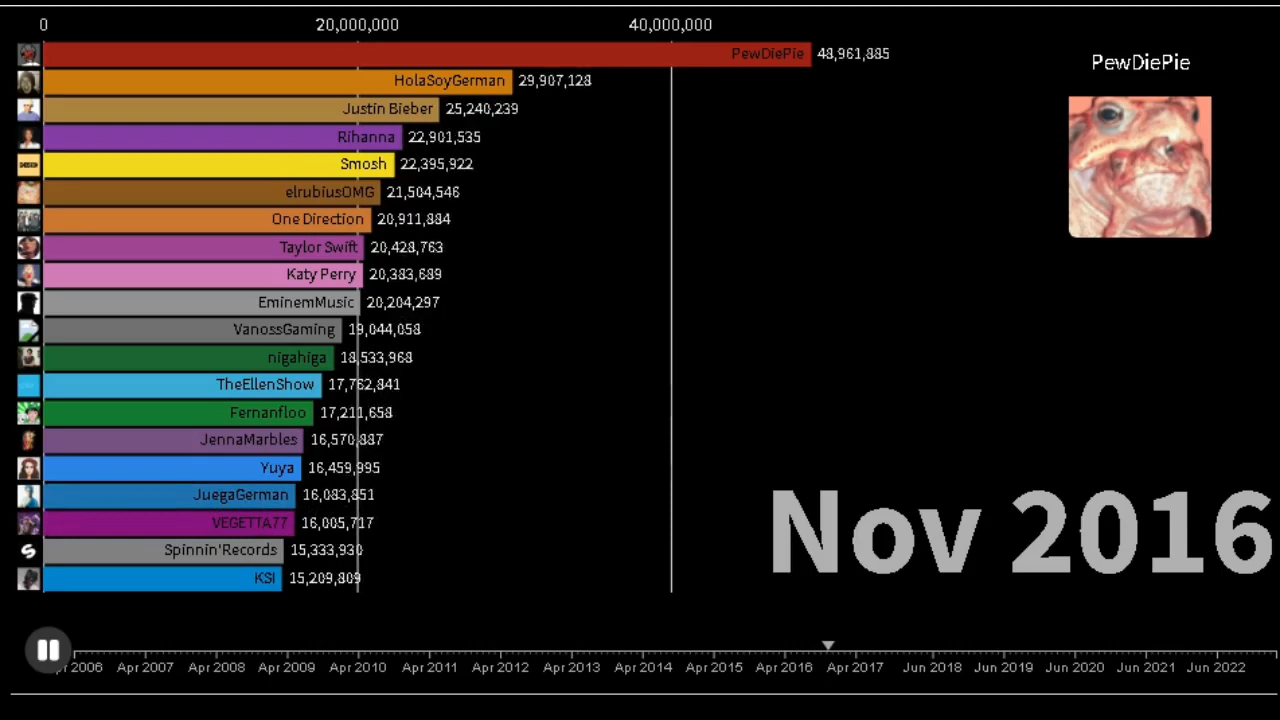 0 20,000,000 40,000,000
PewDiePie 48,961,885
PewDiePie
HolaSoyGerman 29,907,128
Justin Bieber 25,240,239
Rihanna 22,901,535
Smosh 22,395,922
elrubiusOMG 21,504,546
One Direction 20,911,884
Taylor Swift 20,428,763
Katy Perry 20,383,689
EminemMusic 20,204,297
VanossGaming 19,044,058
nigahiga 18,533,968
TheEllenShow 17,762,841
Fernanfloo 17,211,658
JennaMarbles 16,570,887
Yuya 16,459,995
JuegaGerman 16,083,851
VEGETTA77 16,005,717
Spinnin'Records 15,333,930
KSI 15,209,809
Nov 2016
2006 Apr 2007 Apr 2008 Apr 2009 Apr 2010 Apr 2011 Apr 2012 Apr 2013 Apr 2014 Apr 2015 Apr 2016 Apr 2017 Jun 2018 Jun 2019 Jun 2020 Jun 2021 Jun 2022